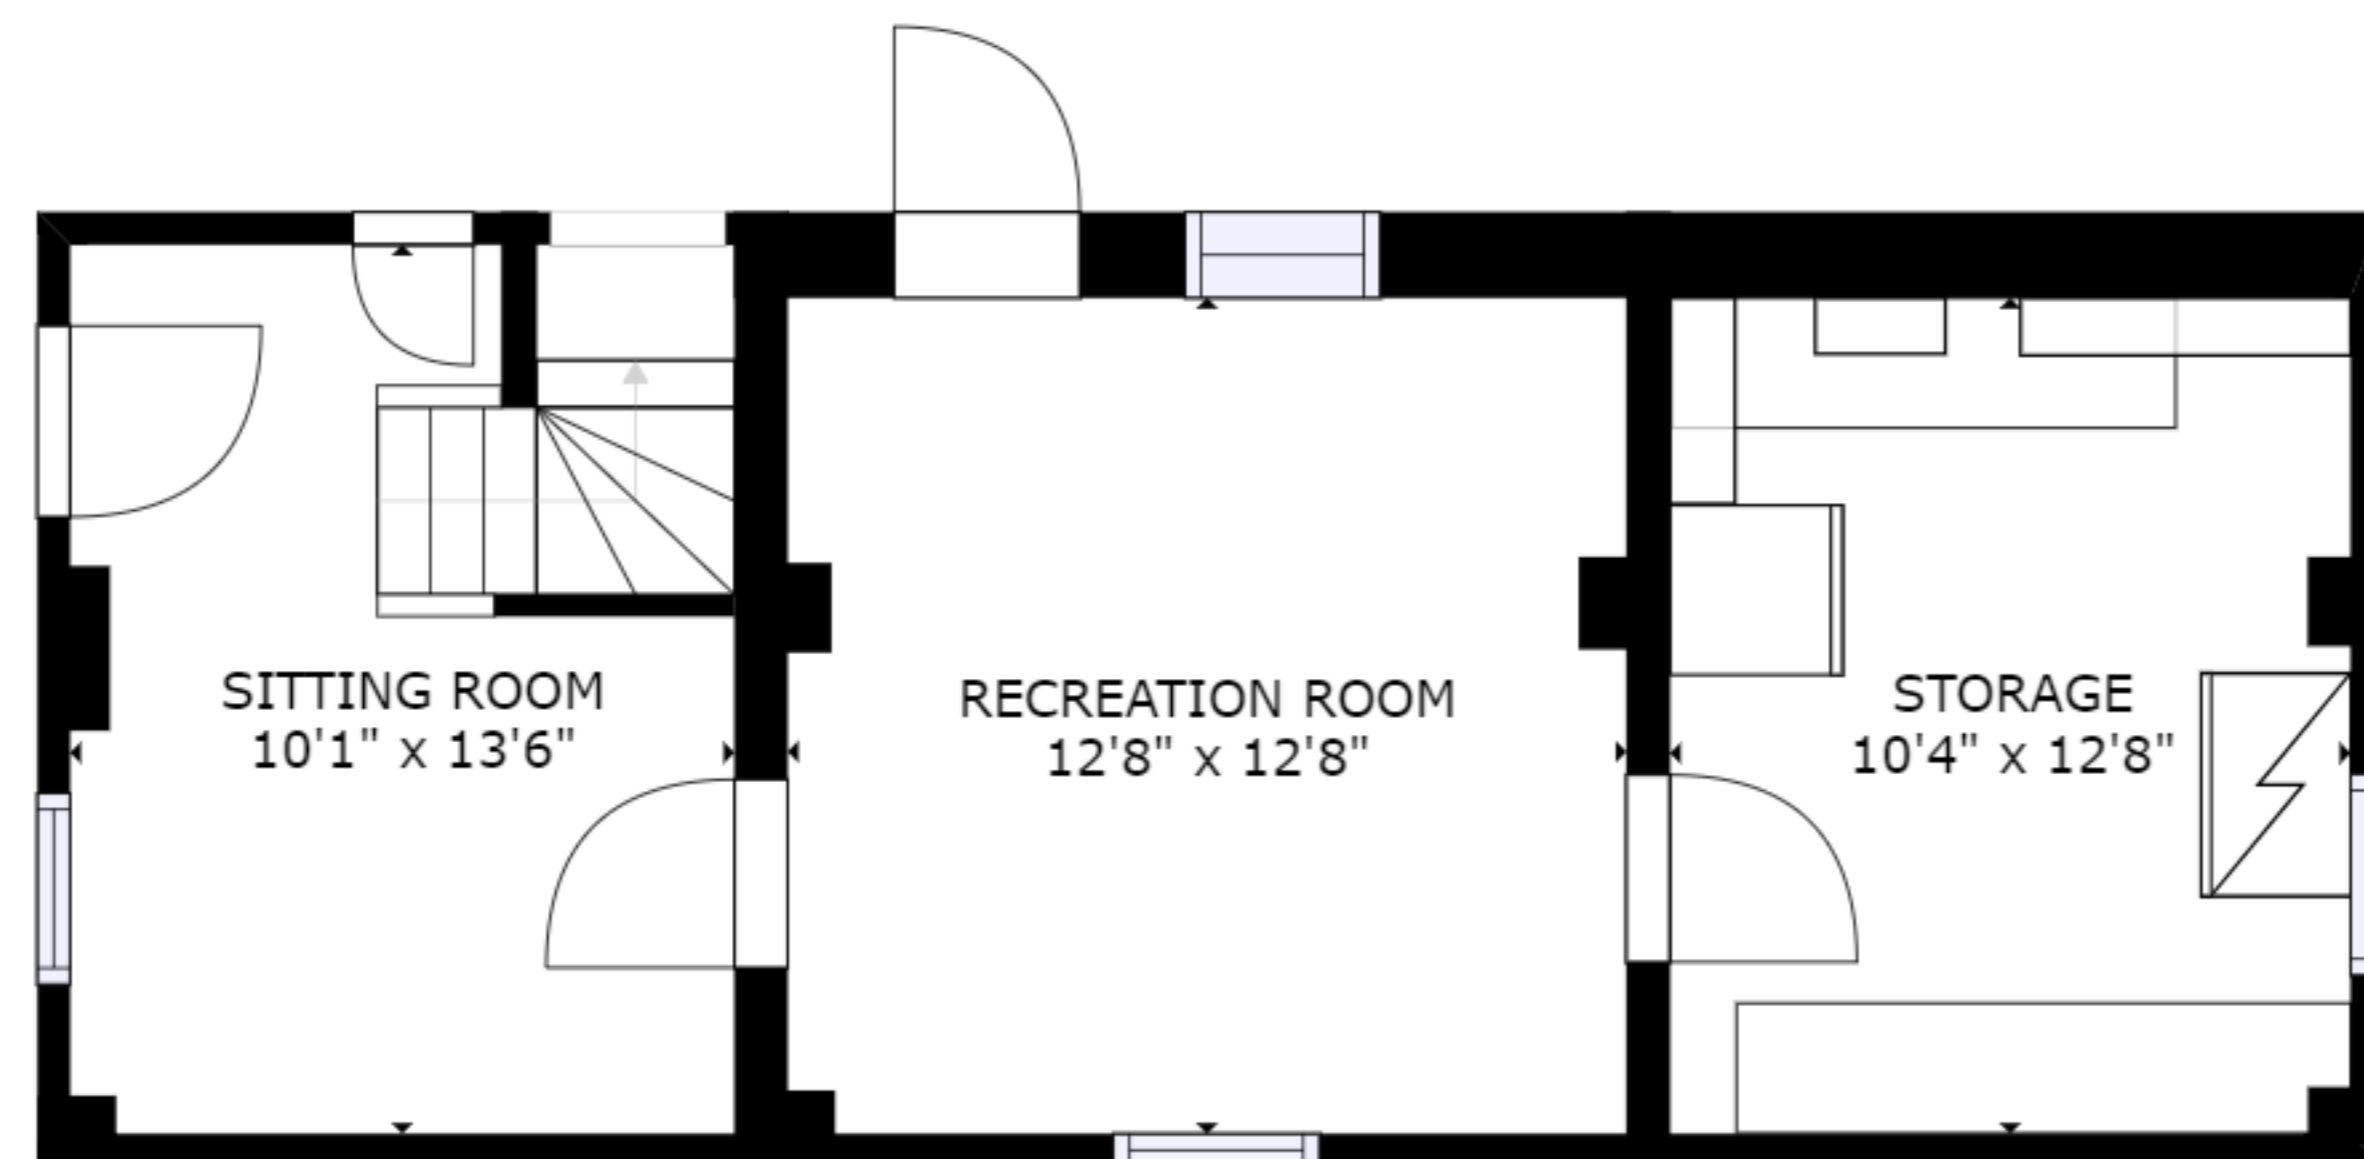 SITTING ROOM
10'1" x 13'6"
RECREATION ROOM
12'8" x 12'8"
STORAGE
10'4" x 12'8"